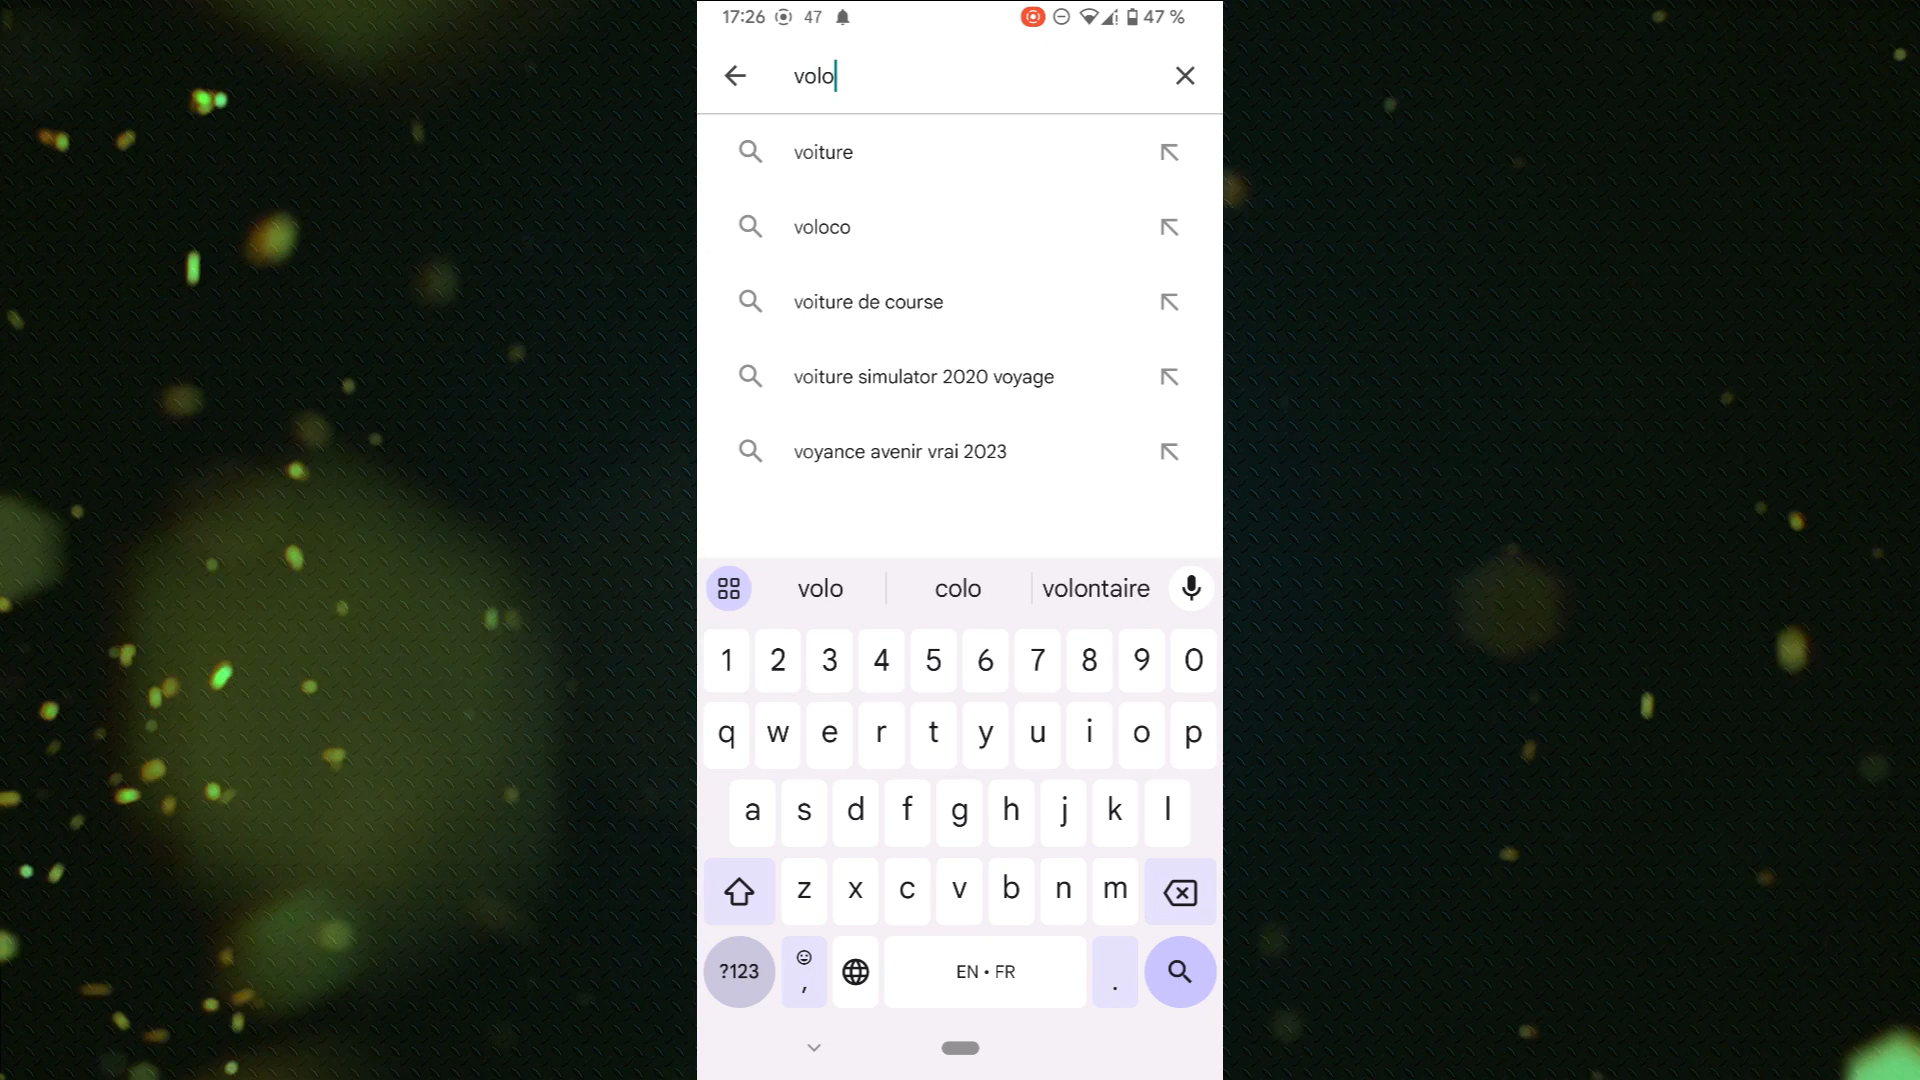 17:26 47 47 %
volo
voiture
voloco
voiture de course
voiture simulator 2020 voyage
voyance avenir vrai 2023
volo colo volontaire
1 2 3 4 5 6 7 8 9 0
q w e r t y u i o p
a s d f g h j k l
z x c v b n m
?123 , EN • FR .